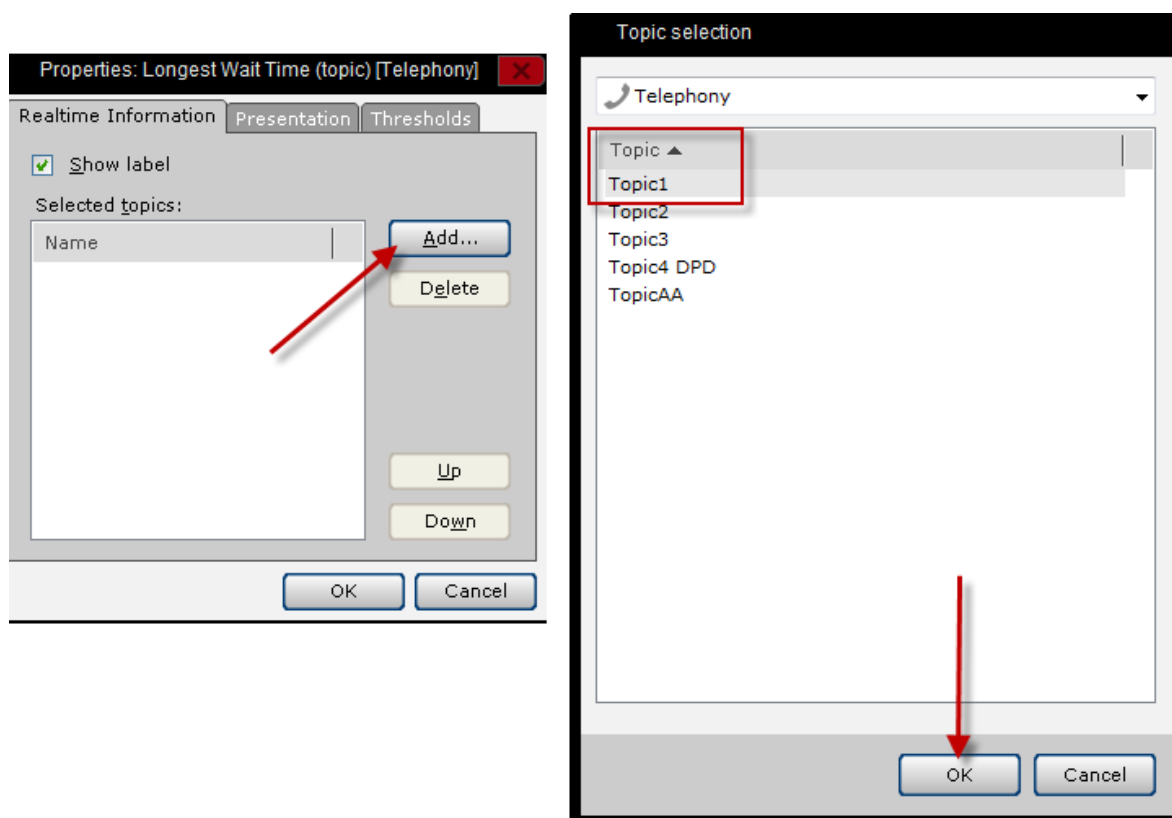 Properties: Longest Wait Time (topic) [Telephony]
Realtime Information Presentation Thresholds
Show label
Selected topics:
Name
Add...
Delete
Up
Down
OK Cancel
Topic selection
Telephony
Topic
Topic1
Topic2
Topic3
Topic4 DPD
TopicAA
OK Cancel